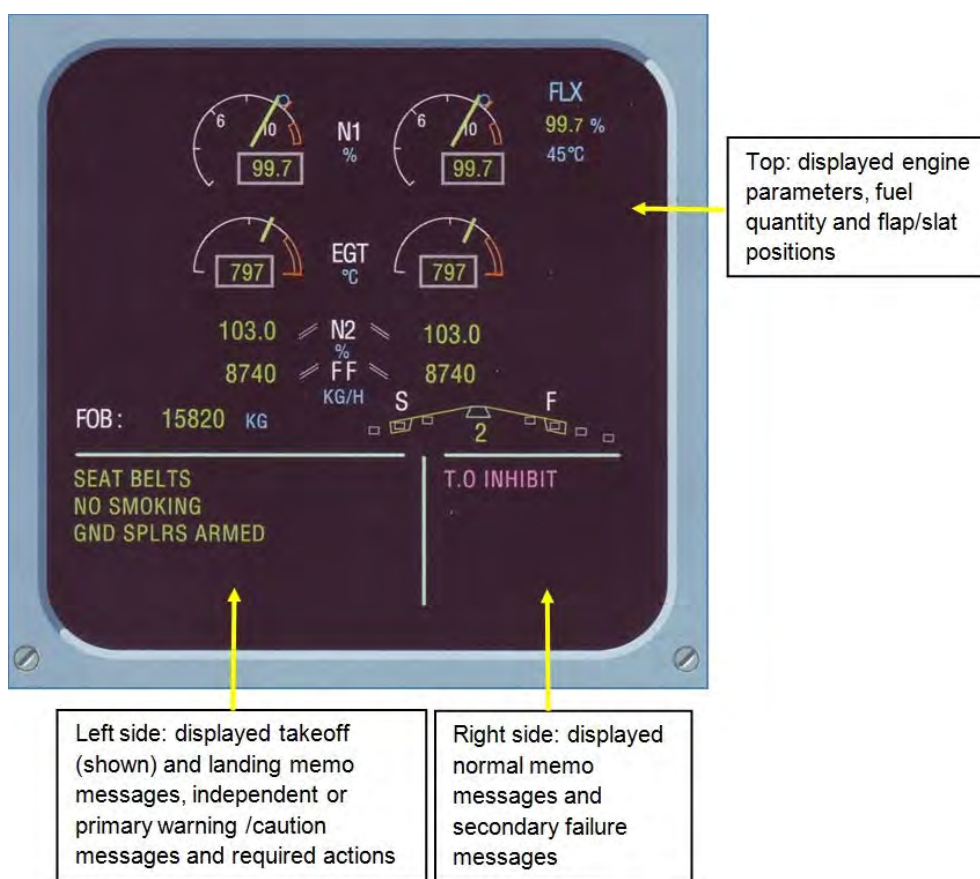 FLX
6 10 N1 6 10 99.7 %
99.7 % 99.7 45°C
EGT
797 °C 797
103.0 N2 103.0
%
8740 FF 8740
KG/H
S F
FOB : 15820 KG
2
SEAT BELTS
NO SMOKING
GND SPLRS ARMED
T.O INHIBIT
Top: displayed engine
parameters, fuel
quantity and flap/slat
positions
Left side: displayed takeoff
(shown) and landing memo
messages, independent or
primary warning /caution
messages and required actions
Right side: displayed
normal memo
messages and
secondary failure
messages